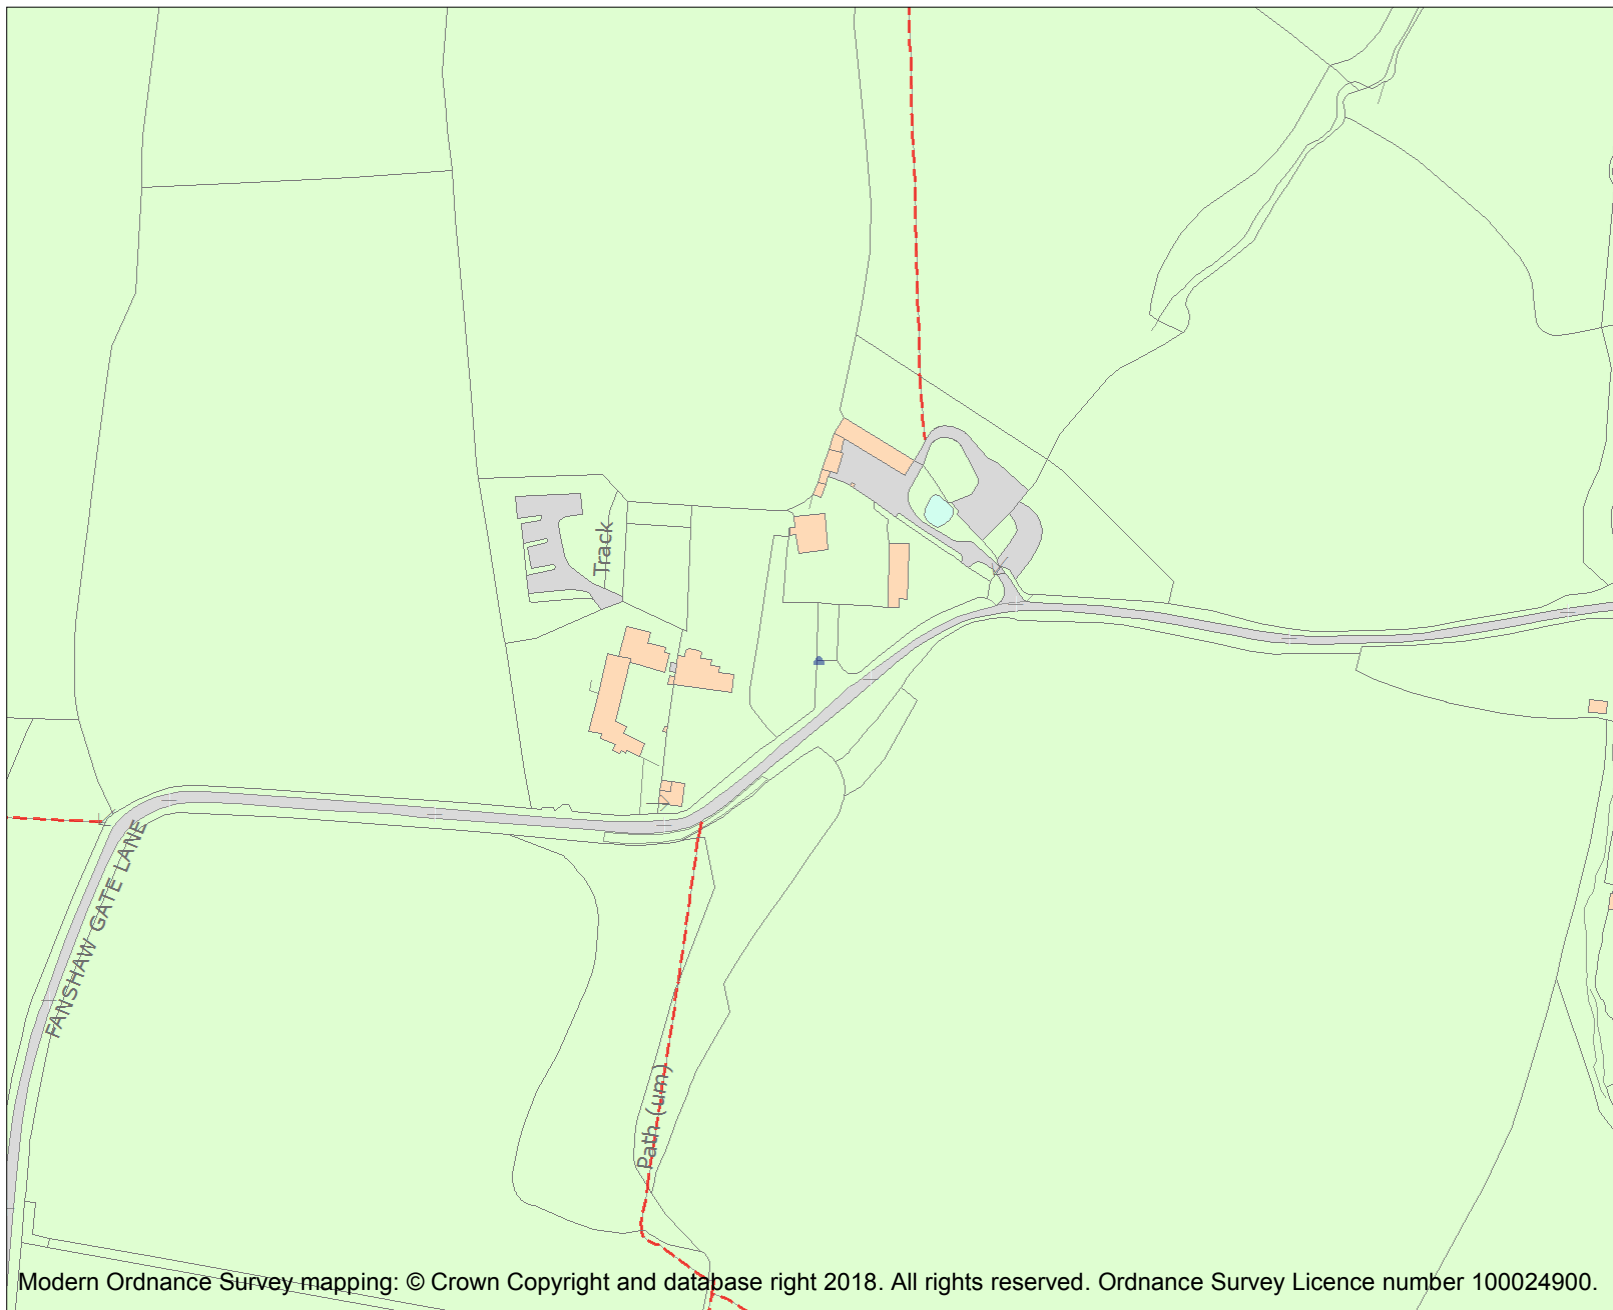 Track
FANSHAW GATE LANE
Path (um)
Modern Ordnance Survey mapping: © Crown Copyright and database right 2018. All rights reserved. Ordnance Survey Licence number 100024900.